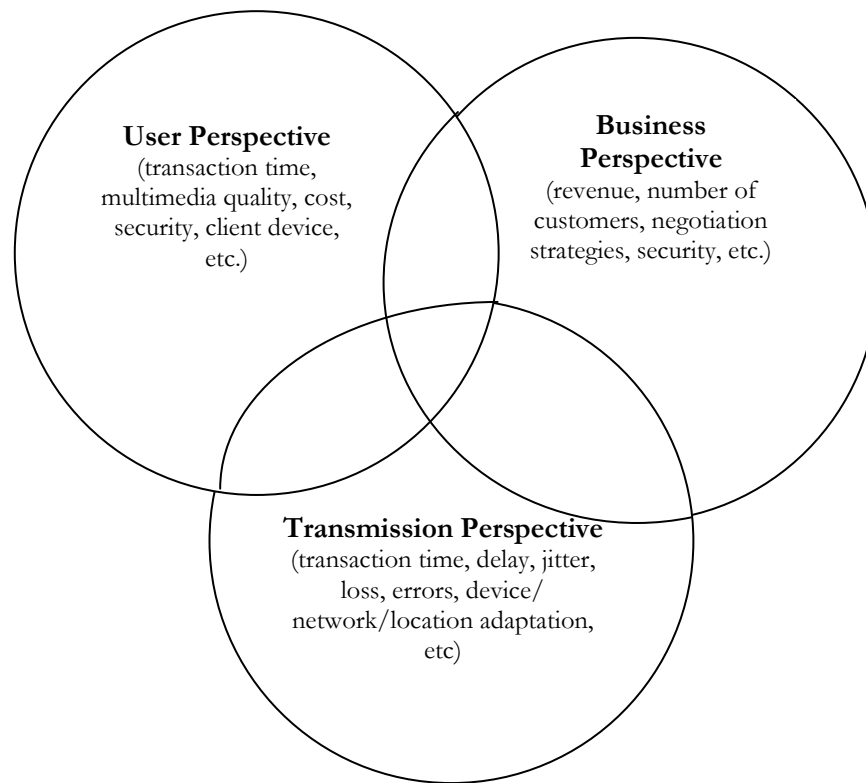 User Perspective
(transaction time,
multimedia quality, cost,
security, client device,
etc.)
Business
Perspective
(revenue, number of
customers, negotiation
strategies, security, etc.)
Transmission Perspective
(transaction time, delay, jitter,
loss, errors, device/
network/location adaptation,
etc)